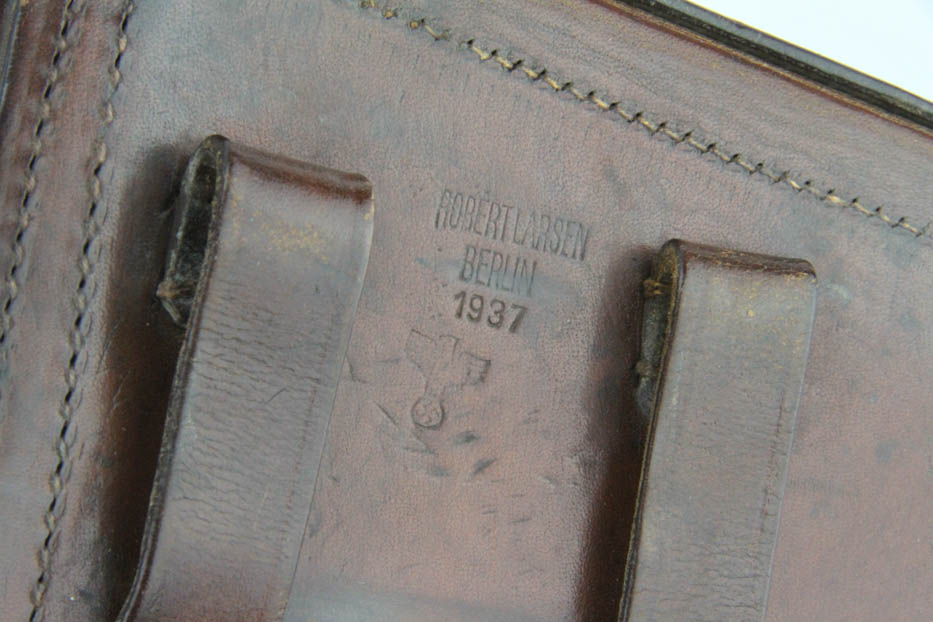 ROBERT LARSEN
BERLIN
1937